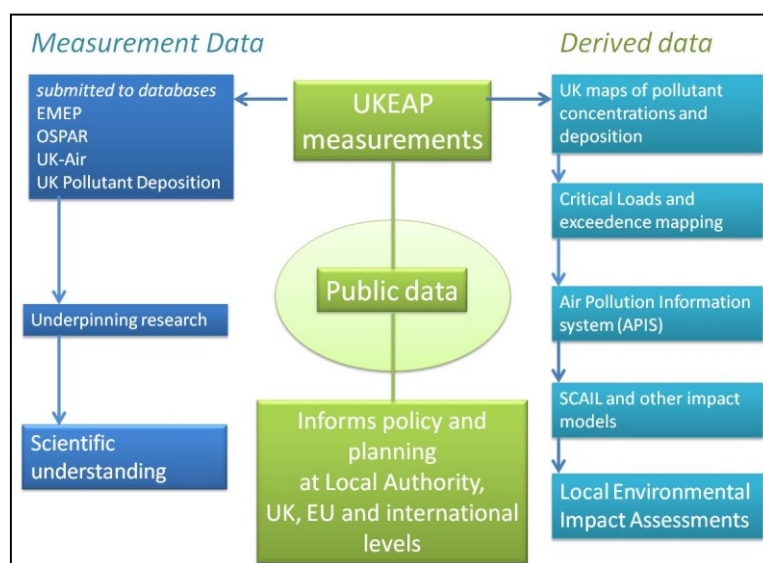 Measurement Data
submitted to databases
EMEP
OSPAR
UK-Air
UK Pollutant Deposition
Underpinning research
Scientific
understanding
UKEAP
measurements
Public data
Informs policy and
planning
at Local Authority,
UK, EU and international
levels
Derived data
UK maps of pollutant
concentrations and
deposition
Critical Loads and
exceedence mapping
Air Pollution Information
system (APIS)
SCAIL and other impact
models
Local Environmental
Impact Assessments